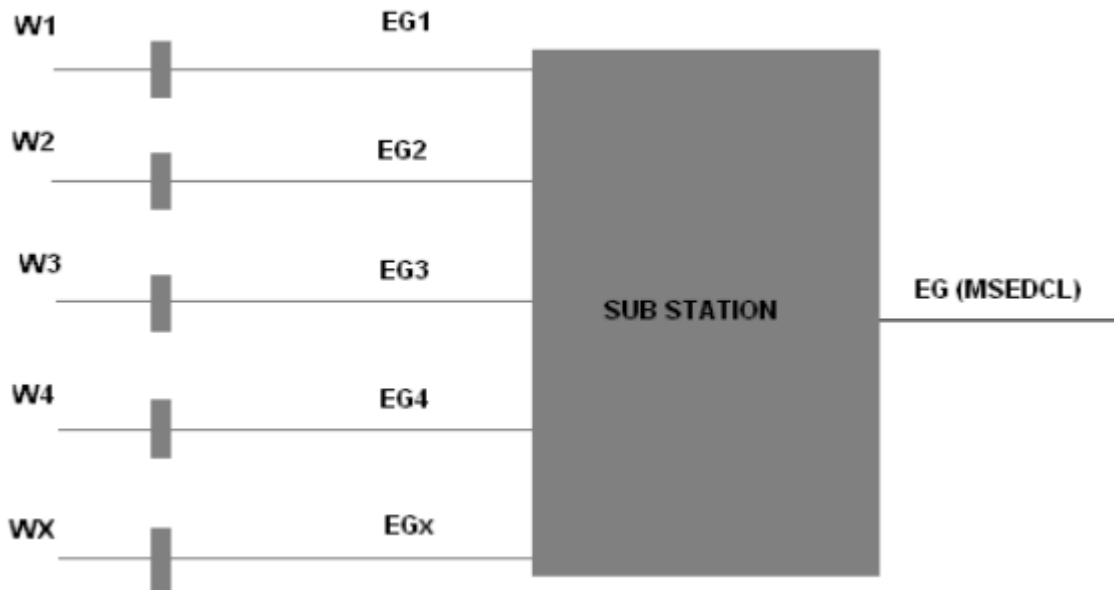 W1
EG1
W2
EG2
W3
EG3
SUB STATION
EG (MSEDCL)
W4
EG4
WX
EGx